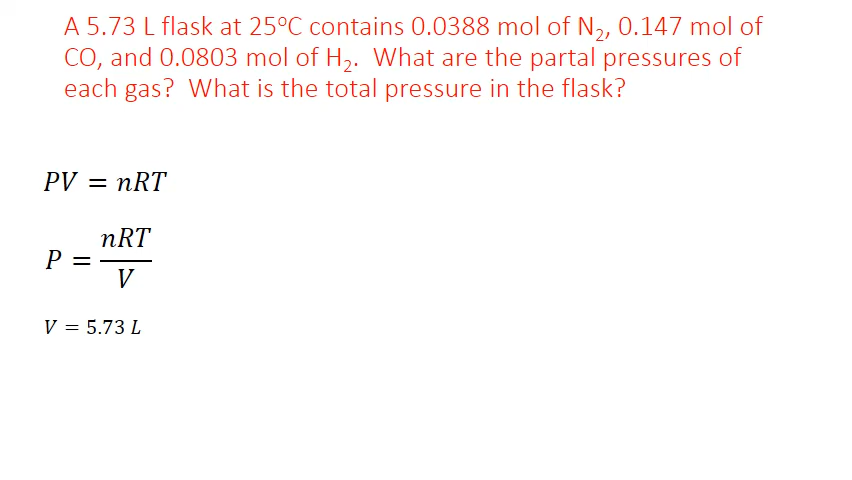 A 5.73 L flask at 25ºC contains 0.0388 mol of N₂, 0.147 mol of
CO, and 0.0803 mol of H₂. What are the partal pressures of
each gas? What is the total pressure in the flask?
PV = nRT
P = nRT/V
V = 5.73 L